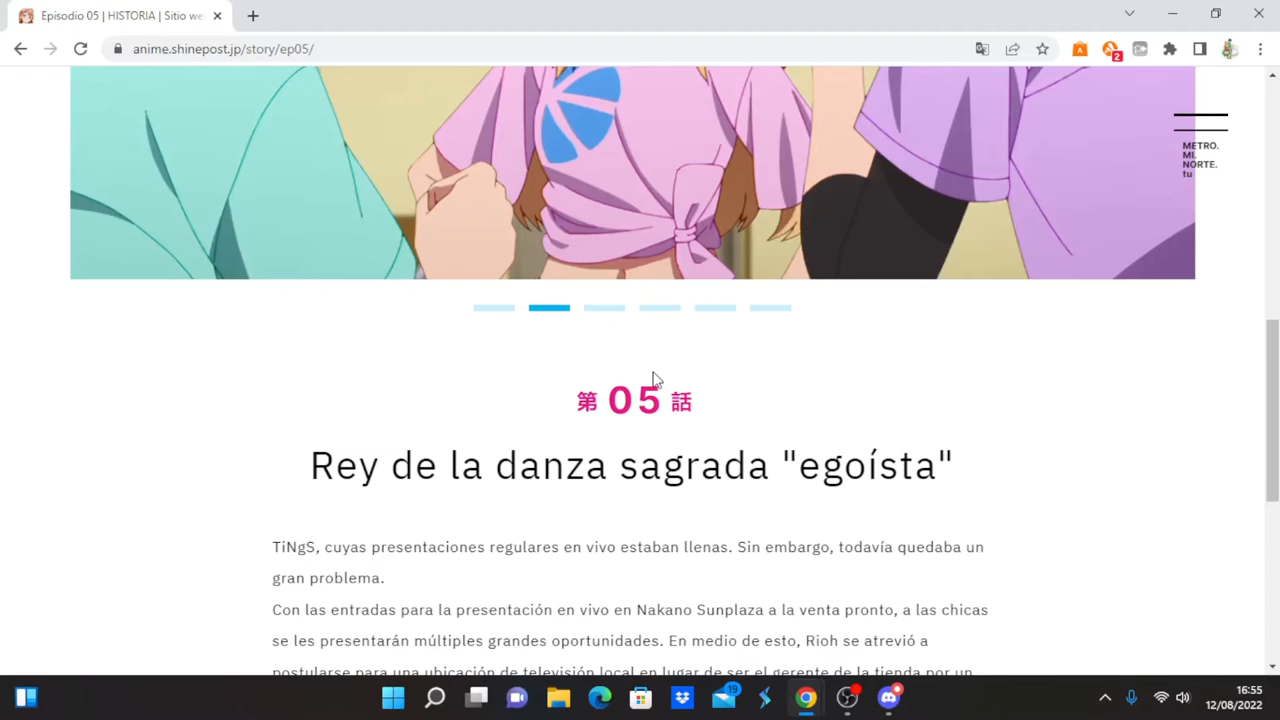 Episodio 05 | HISTORIA | Sitio we
anime.shinepost.jp/story/ep05/
2
METRO.
MI.
NORTE.
tu
第 05 話
Rey de la danza sagrada "egoísta"
TiNgS, cuyas presentaciones regulares en vivo estaban llenas. Sin embargo, todavía quedaba un
gran problema.
Con las entradas para la presentación en vivo en Nakano Sunplaza a la venta pronto, a las chicas
se les presentarán múltiples grandes oportunidades. En medio de esto, Rioh se atrevió a
postularse para una ubicación de televisión local en lugar de ser el gerente de la tienda por un
19
16:55
12/08/2022